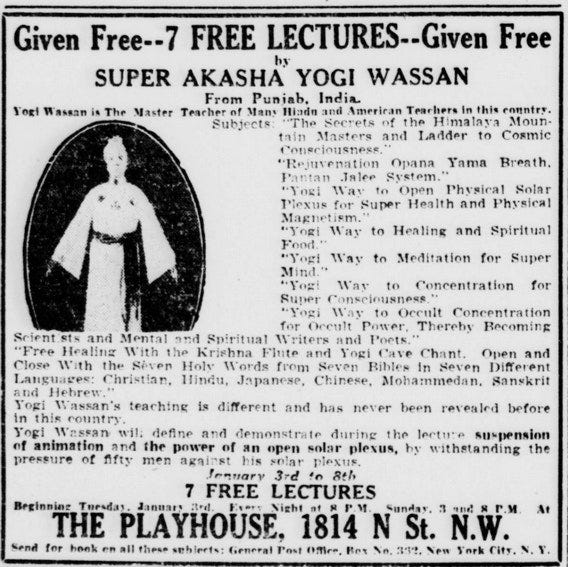 Given Free--7 FREE LECTURES--Given Free
by
SUPER AKASHA YOGI WASSAN
From Punjab, India.
Yogi Wassan is The Master Teacher of Many Hindu and American Teachers in this country.
Subjects: "The Secrets of the Himalaya Moun-
tain Masters and Ladder to Cosmic
Consciousness."
"Rejuvenation Opana Yama Breath,
Pantan Jalee System."
"Yogi Way to Open Physical Solar
Plexus for Super Health and Physical
Magnetism."
"Yogi Way to Healing and Spiritual
Food."
"Yogi Way to Meditation for Super
Mind."
"Yogi Way to Concentration for
Super Consciousness."
"Yogi Way to Occult Concentration
for Occult Power, Thereby Becoming
Scientists and Mental and Spiritual Writers and Poets."
"Free Healing With the Krishna Flute and Yogi Cave Chant. Open and
Close With the Seven Holy Words from Seven Bibles in Seven Different
Languages: Christian, Hindu, Japanese, Chinese, Mohammedan, Sanskrit
and Hebrew."
Yogi Wassan's teaching is different and has never been revealed before
in this country.
Yogi Wassan will define and demonstrate during the lecture suspension
of animation and the power of an open solar plexus, by withstanding the
pressure of fifty men against his solar plexus.
January 3rd to 8th
7 FREE LECTURES
Beginning Tuesday, January 3rd. Every Night at 8 P.M. Sunday, 3 and 8 P.M. At
THE PLAYHOUSE, 1814 N St. N.W.
Send for book on all these subjects: General Post Office, Box No. 332, New York City, N. Y.